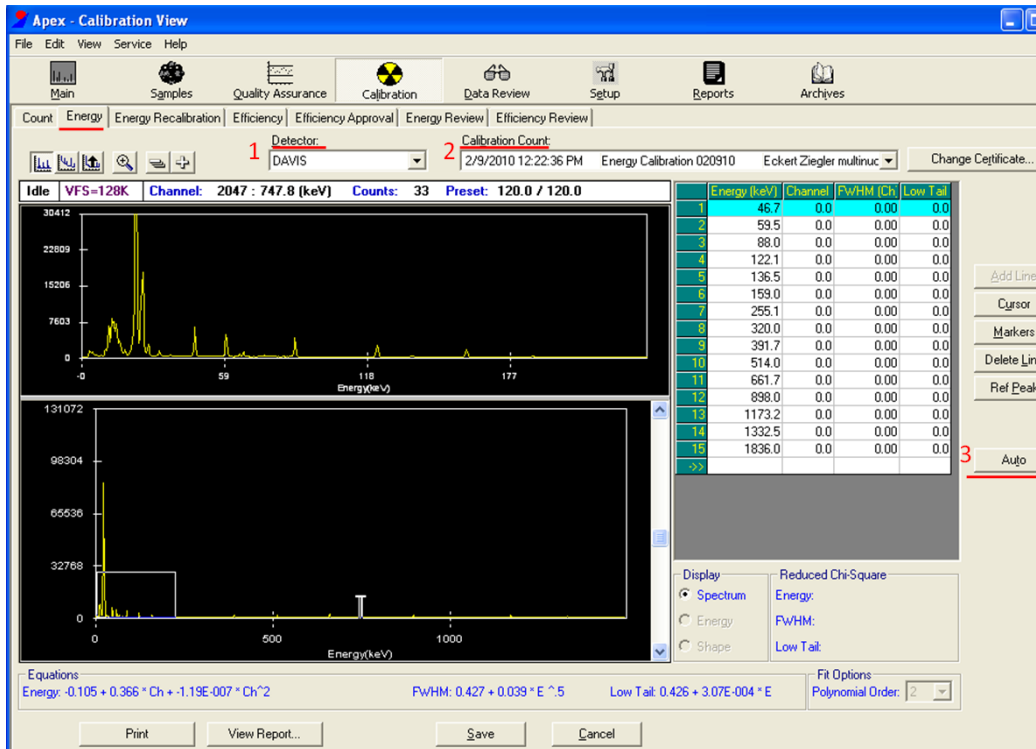 Apex - Calibration View
File Edit View Service Help
Main Samples Quality Assurance Calibration Data Review Setup Reports Archives
Count Energy Energy Recalibration Efficiency Efficiency Approval Energy Review Efficiency Review
Detector: Calibration Count:
1 DAVIS 2 2/9/2010 12:22:36 PM Energy Calibration 020910 Eckert Ziegler multinuc Change Certificate...
Idle VFS=128K Channel: 2047 : 747.8 (keV) Counts: 33 Preset: 120.0 / 120.0
30412
22809
15206
7603
0
-0 59 118 177
Energy(keV)
131072
98304
65536
32768
0
0 500 1000
Energy(keV)
Energy (keV) Channel FWHM (Ch Low Tail
1 46.7 0.0 0.00 0.0
2 59.5 0.0 0.00 0.0
3 88.0 0.0 0.00 0.0
4 122.1 0.0 0.00 0.0
5 136.5 0.0 0.00 0.0
6 159.0 0.0 0.00 0.0
7 255.1 0.0 0.00 0.0
8 320.0 0.0 0.00 0.0
9 391.7 0.0 0.00 0.0
10 514.0 0.0 0.00 0.0
11 661.7 0.0 0.00 0.0
12 898.0 0.0 0.00 0.0
13 1173.2 0.0 0.00 0.0
14 1332.5 0.0 0.00 0.0
15 1836.0 0.0 0.00 0.0
->>
Add Line
Cursor
Markers
Delete Lin
Ref Peak
3 Auto
Display
Spectrum
Energy
Shape
Reduced Chi-Square
Energy:
FWHM:
Low Tail:
Equations
Energy: -0.105 + 0.366 * Ch + -1.19E-007 * Ch^2 FWHM: 0.427 + 0.039 * E ^.5 Low Tail: 0.426 + 3.07E-004 * E
Fit Options
Polynomial Order: 2
Print View Report... Save Cancel